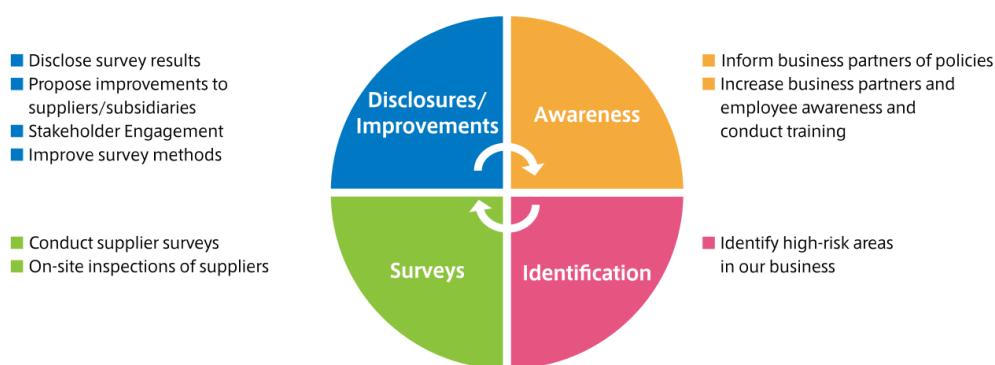 Disclose survey results
Propose improvements to
suppliers/subsidiaries
Stakeholder Engagement
Improve survey methods
Disclosures/
Improvements
Awareness
Inform business partners of policies
Increase business partners and
employee awareness and
conduct training
Conduct supplier surveys
On-site inspections of suppliers
Surveys
Identification
Identify high-risk areas
in our business